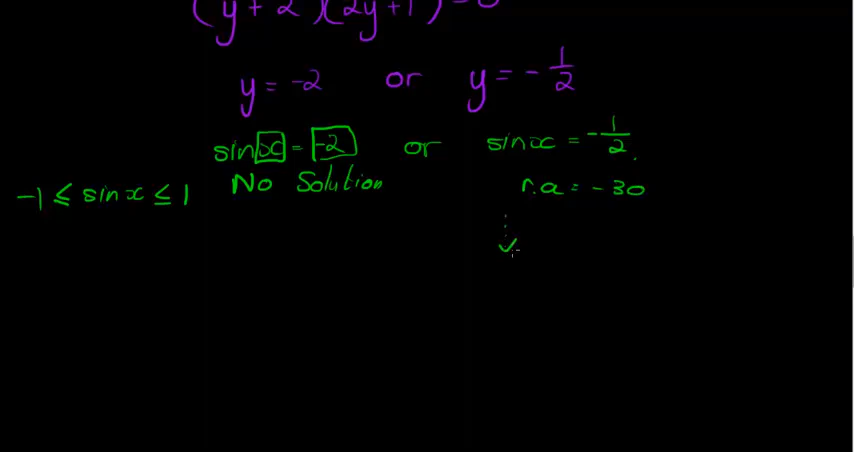 (y+2)(2y+1)=0
y = -2 or y = -1/2
sin x = -2 or sin x = -1/2.
-1 ≤ sin x ≤ 1 No Solution r.a = -30